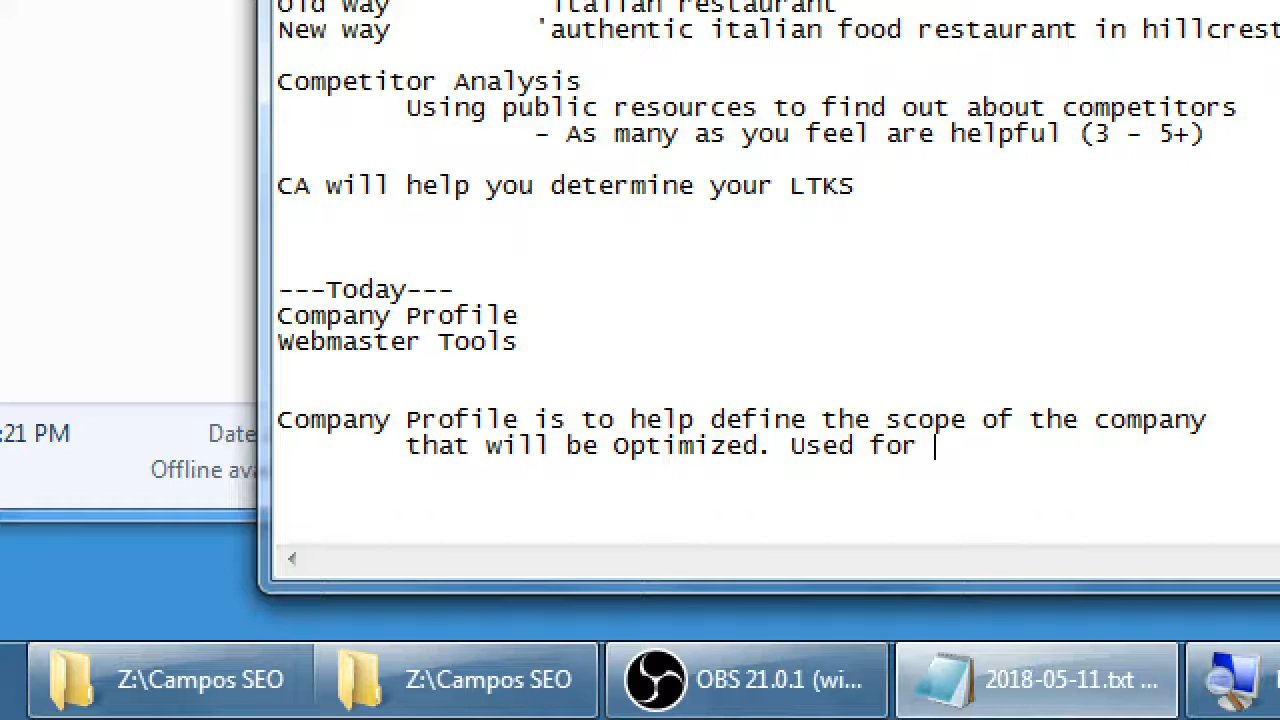 Old way 'italian restaurant
New way 'authentic italian food restaurant in hillcrest
Competitor Analysis
Using public resources to find out about competitors
- As many as you feel are helpful (3 - 5+)
CA will help you determine your LTKS
---Today---
Company Profile
Webmaster Tools
Company Profile is to help define the scope of the company
that will be Optimized. Used for
:21 PM Date
Offline ava
Z:\Campos SEO Z:\Campos SEO OBS 21.0.1 (wi... 2018-05-11.txt ...